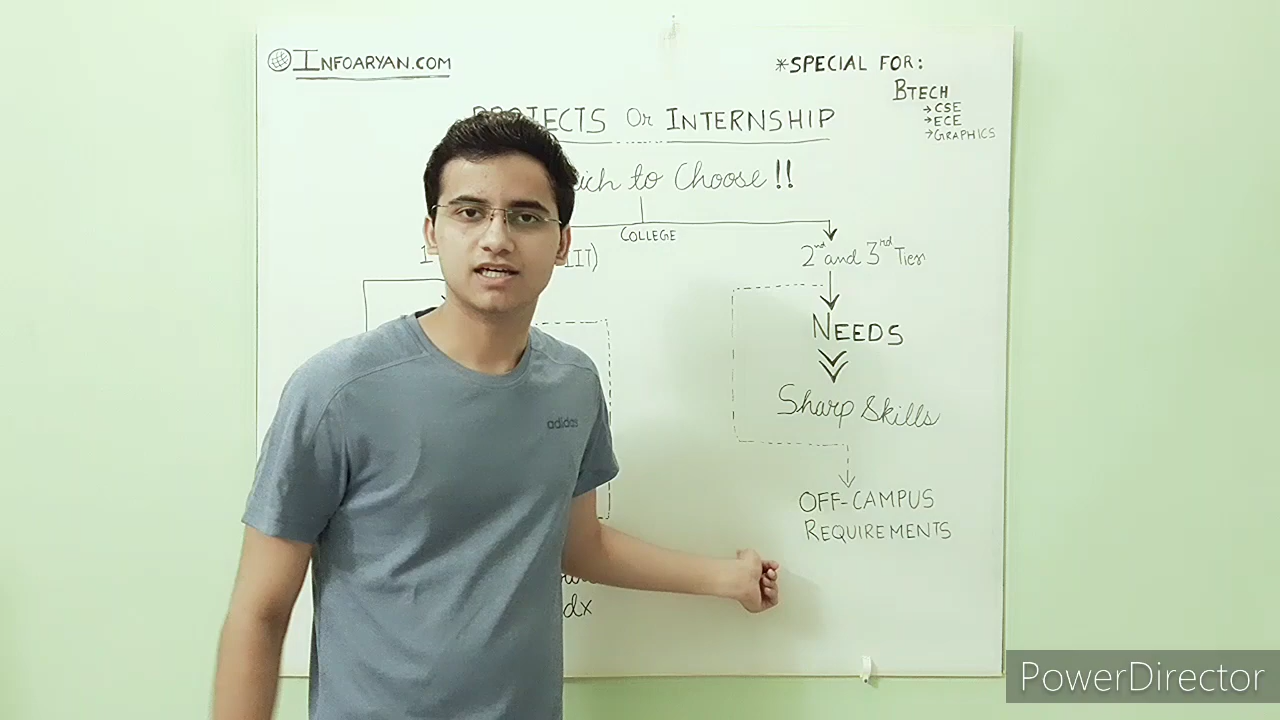 INFOARYAN.COM
*SPECIAL FOR:
BTECH
→ CSE
→ ECE
→ GRAPHICS
PROJECTS Or INTERNSHIP
to Choose !!
COLLEGE
2nd and 3rd Tier
NEEDS
Sharp Skills
OFF-CAMPUS
REQUIREMENTS
adidas
PowerDirector